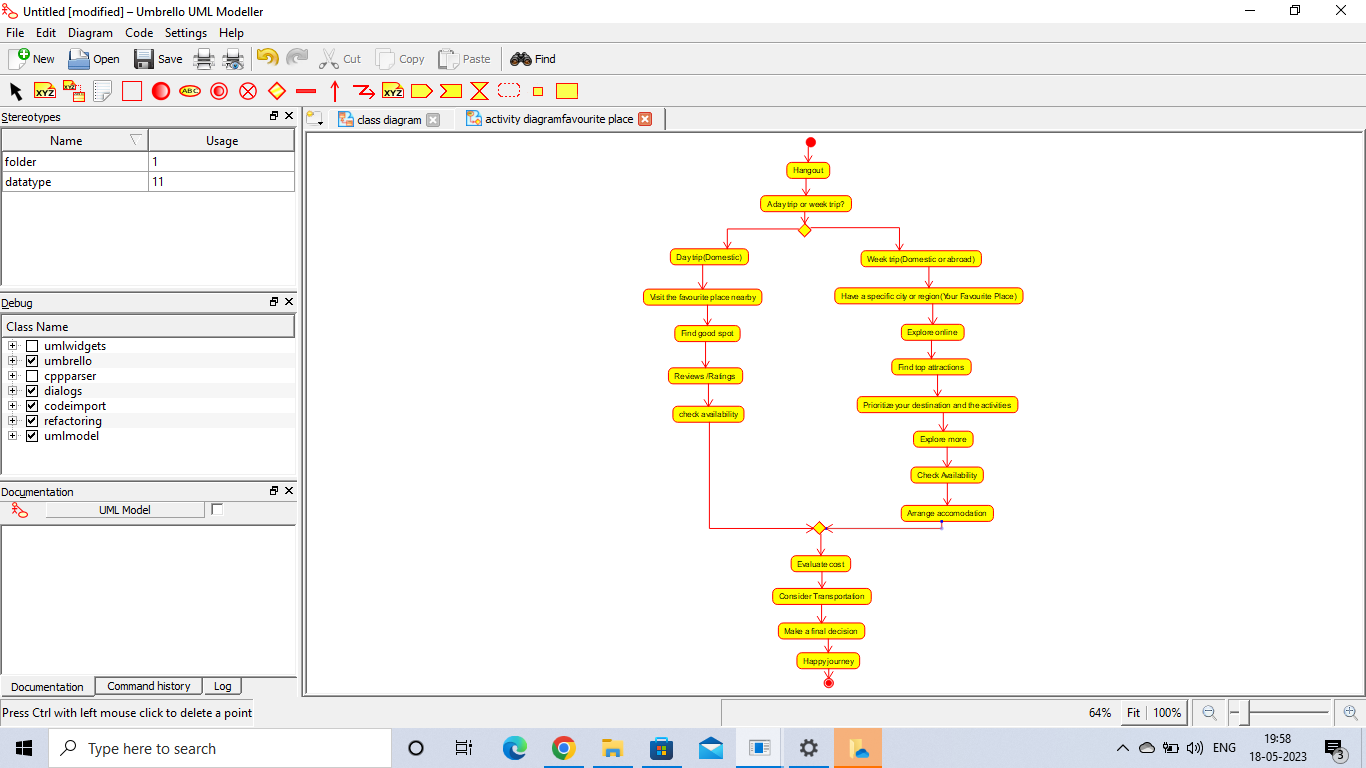 Untitled [modified] – Umbrello UML Modeller
File Edit Diagram Code Settings Help
New Open Save Cut Copy Paste Find
XYZ XYZ ABC XYZ
Stereotypes
Name Usage
folder 1
datatype 11
Debug
Class Name
umlwidgets
umbrello
cppparser
dialogs
codeimport
refactoring
umlmodel
Documentation
UML Model
Documentation Command history Log
Press Ctrl with left mouse click to delete a point
class diagram activity diagramfavourite place
Hangout
A day trip or week trip?
Day trip(Domestic)
Week trip(Domestic or abroad)
Visit the favourite place nearby
Have a specific city or region(Your Favourite Place)
Find good spot
Explore online
Find top attractions
Reviews /Ratings
Prioritize your destination and the activities
check availability
Explore more
Check Availability
Arrange accomodation
Evaluate cost
Consider Transportation
Make a final decision
Happy journey
64% Fit 100%
Type here to search
ENG
19:58
18-05-2023
3